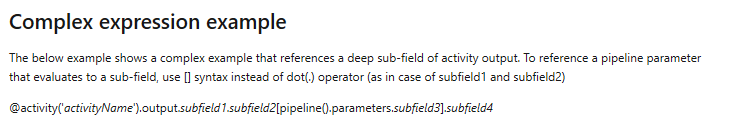 Complex expression example
The below example shows a complex example that references a deep sub-field of activity output. To reference a pipeline parameter
that evaluates to a sub-field, use [] syntax instead of dot(.) operator (as in case of subfield1 and subfield2)
@activity('activityName').output.subfield1.subfield2[pipeline().parameters.subfield3].subfield4